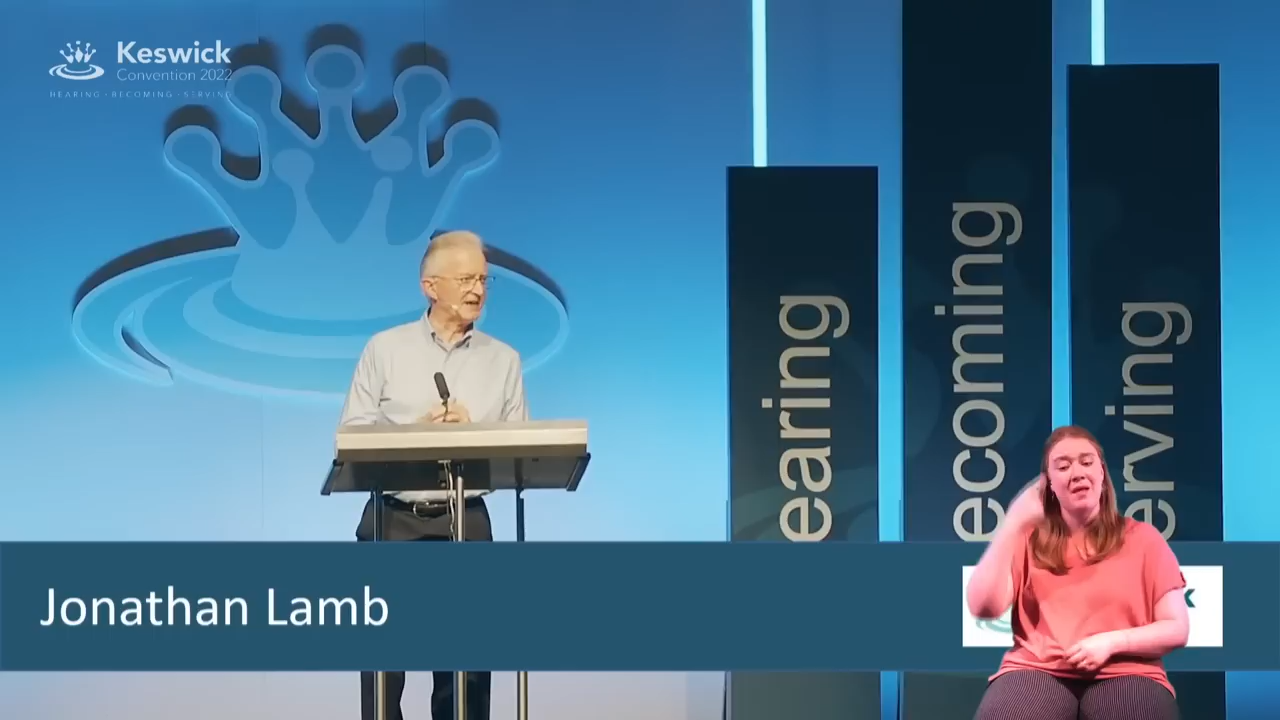 Keswick
Convention 2022
HEARING · BECOMING · SERVING
earing
ecoming
erving
Jonathan Lamb
k